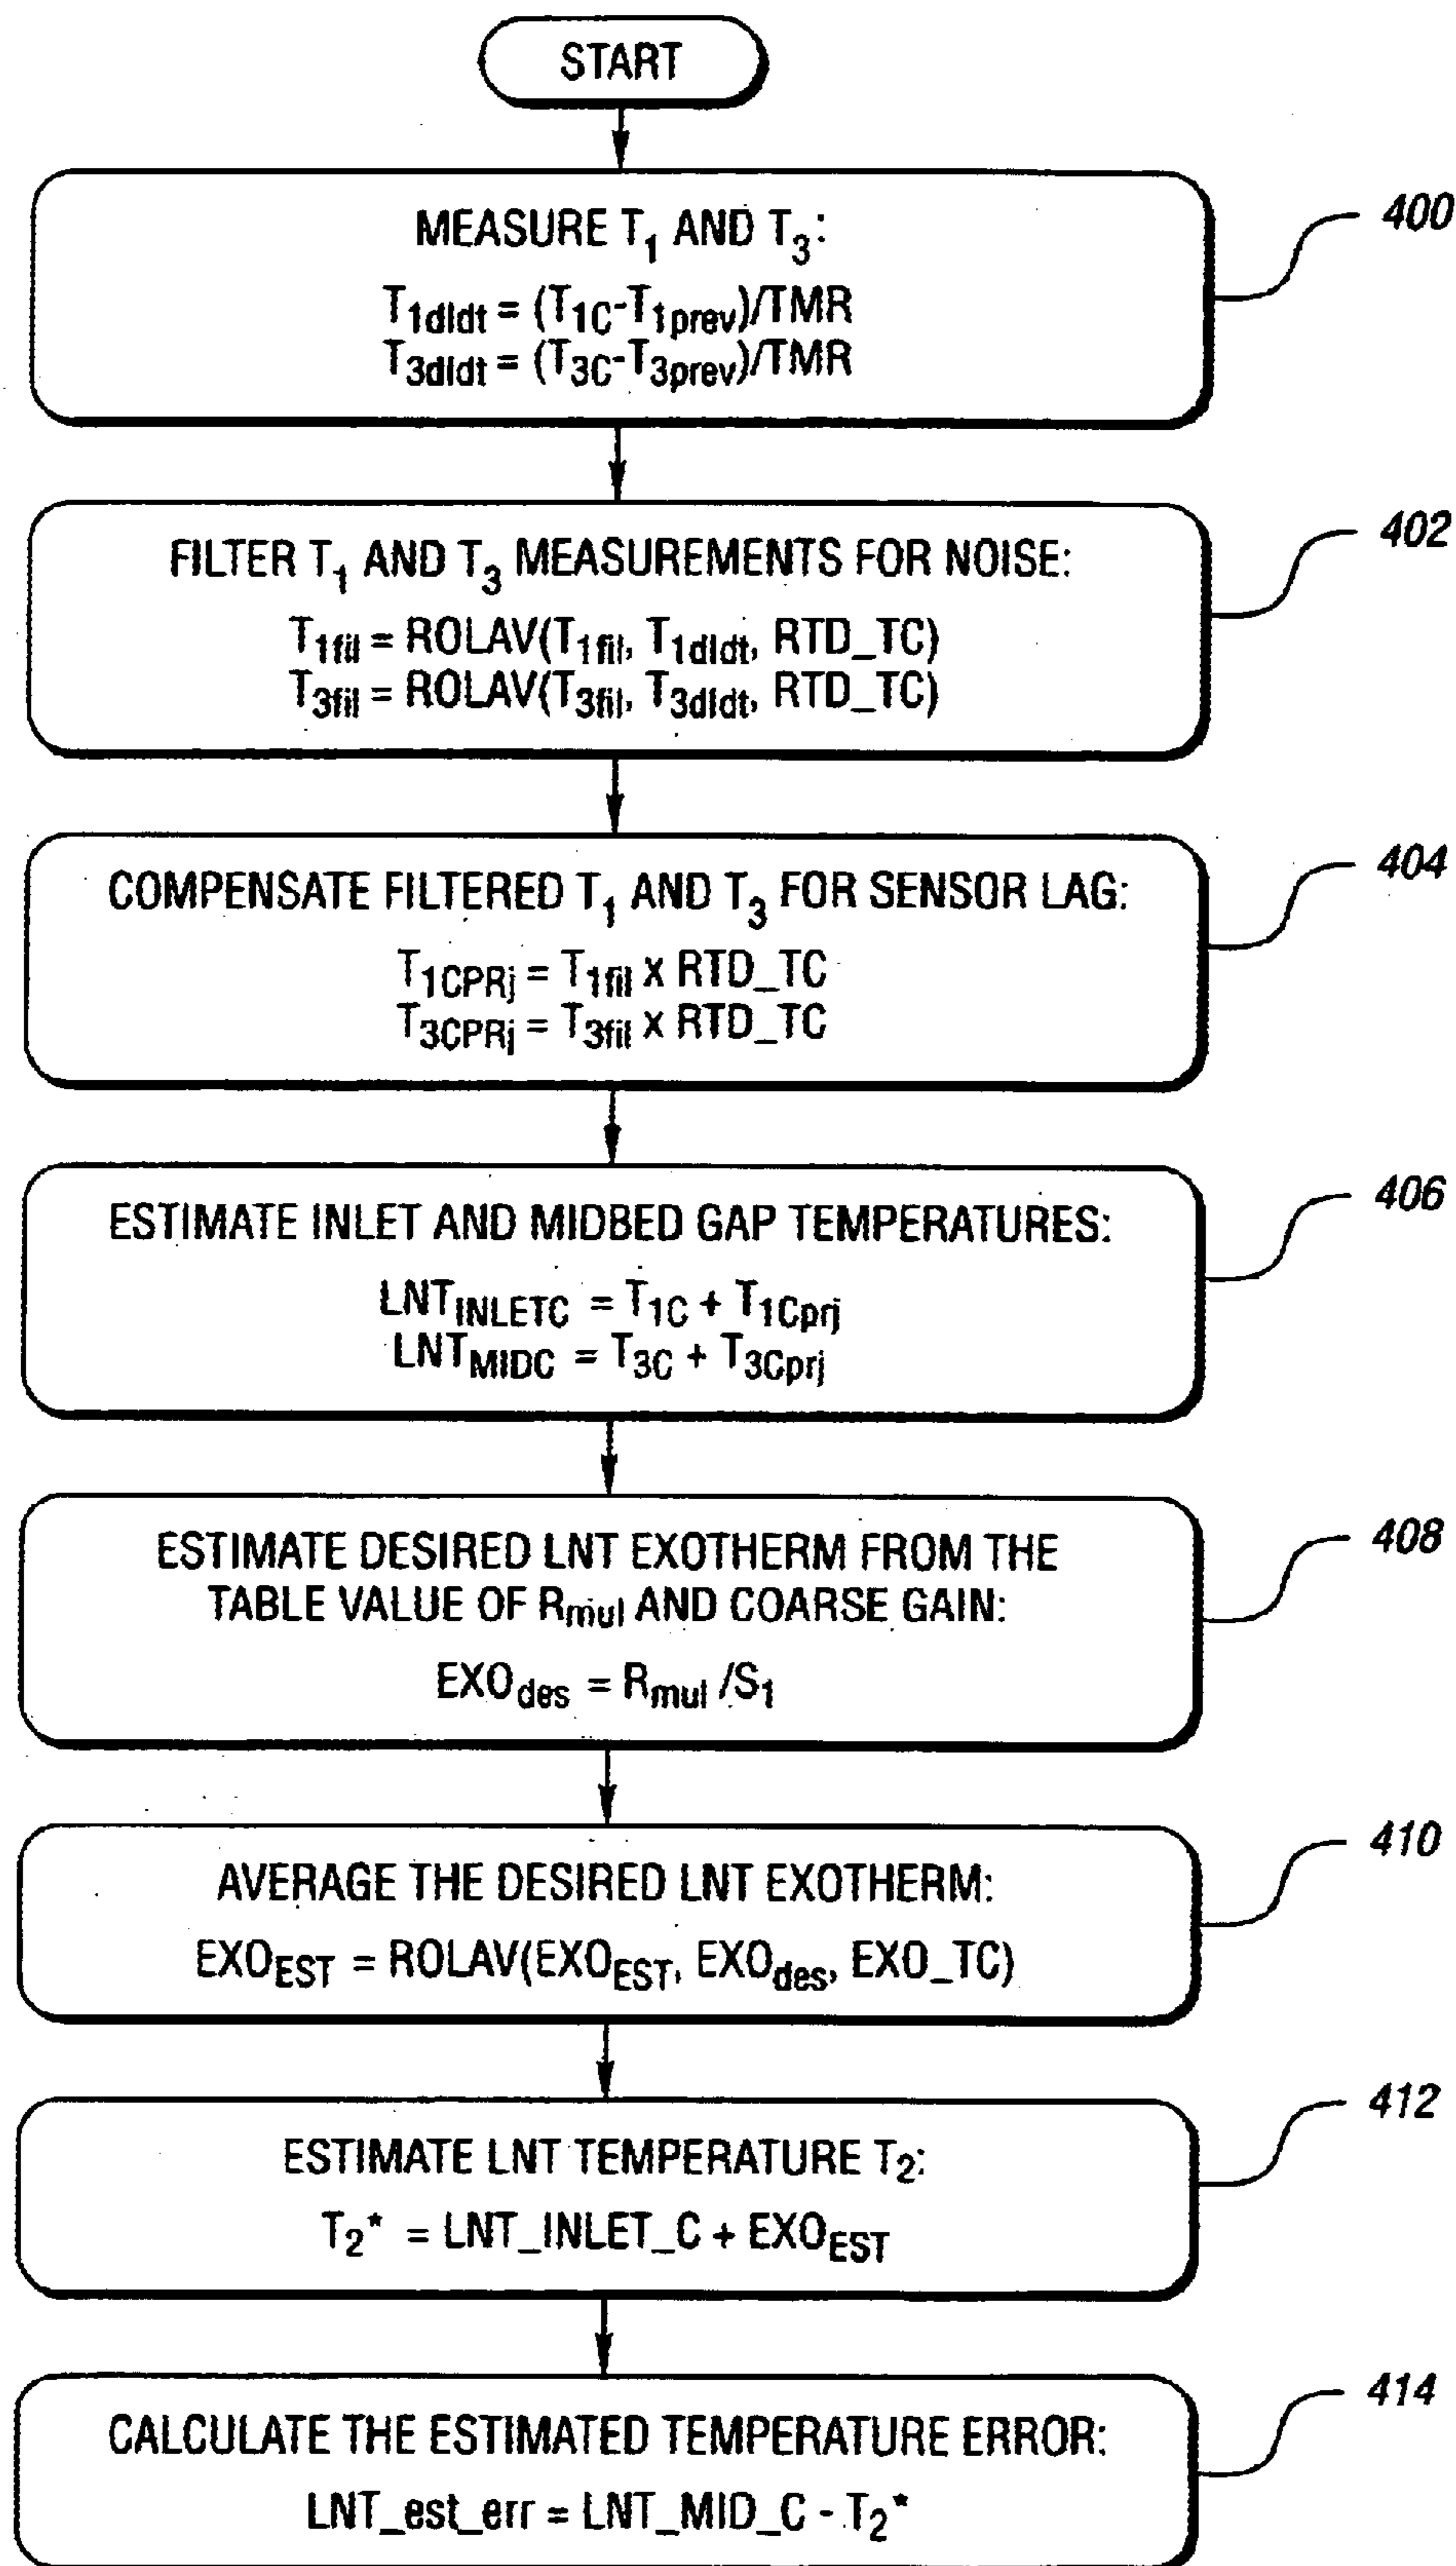 START
MEASURE T₁ AND T₃:
T₁dldt = (T₁C-T₁prev)/TMR
T₃dldt = (T₃C-T₃prev)/TMR
400
FILTER T₁ AND T₃ MEASUREMENTS FOR NOISE:
T₁fil = ROLAV(T₁fil, T₁dldt, RTD_TC)
T₃fil = ROLAV(T₃fil, T₃dldt, RTD_TC)
402
COMPENSATE FILTERED T₁ AND T₃ FOR SENSOR LAG:
T₁CPRj = T₁fil x RTD_TC
T₃CPRj = T₃fil x RTD_TC
404
ESTIMATE INLET AND MIDBED GAP TEMPERATURES:
LNT INLETC = T₁C + T₁Cprj
LNT MIDC = T₃C + T₃Cprj
406
ESTIMATE DESIRED LNT EXOTHERM FROM THE
TABLE VALUE OF Rmul AND COARSE GAIN:
EXOdes = Rmul /S₁
408
AVERAGE THE DESIRED LNT EXOTHERM:
EXOEST = ROLAV(EXOEST, EXOdes, EXO_TC)
410
ESTIMATE LNT TEMPERATURE T₂:
T₂* = LNT_INLET_C + EXOEST
412
CALCULATE THE ESTIMATED TEMPERATURE ERROR:
LNT_est_err = LNT_MID_C - T₂*
414